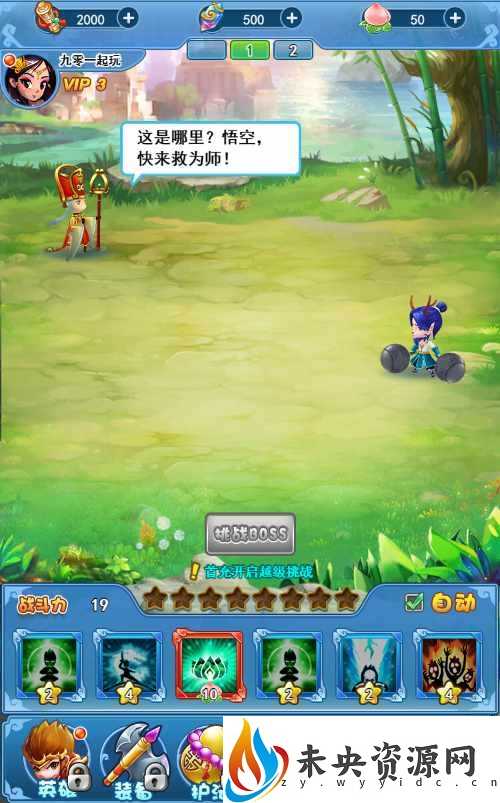 2000
500
50
1
2
九零一起玩
VIP 3
这是哪里？悟空，
快来救为师！
挑战BOSS
！首充开启越级挑战
战斗力 19
自动
2
4
10
2
2
4
英雄
装备
未央资源网
zy.wyyidc.cn